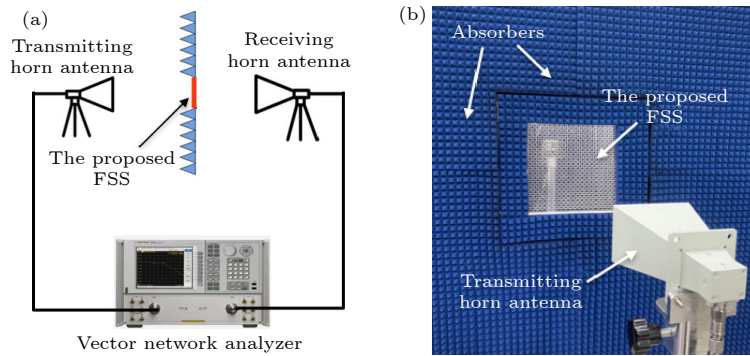 (a)
Transmitting
horn antenna
Receiving
horn antenna
The proposed
FSS
Vector network analyzer
(b)
Absorbers
The proposed
FSS
Transmitting
horn antenna